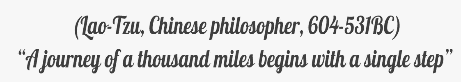 (Lao-Tzu, Chinese philosopher, 604-531BC)
“A journey of a thousand miles begins with a single step”